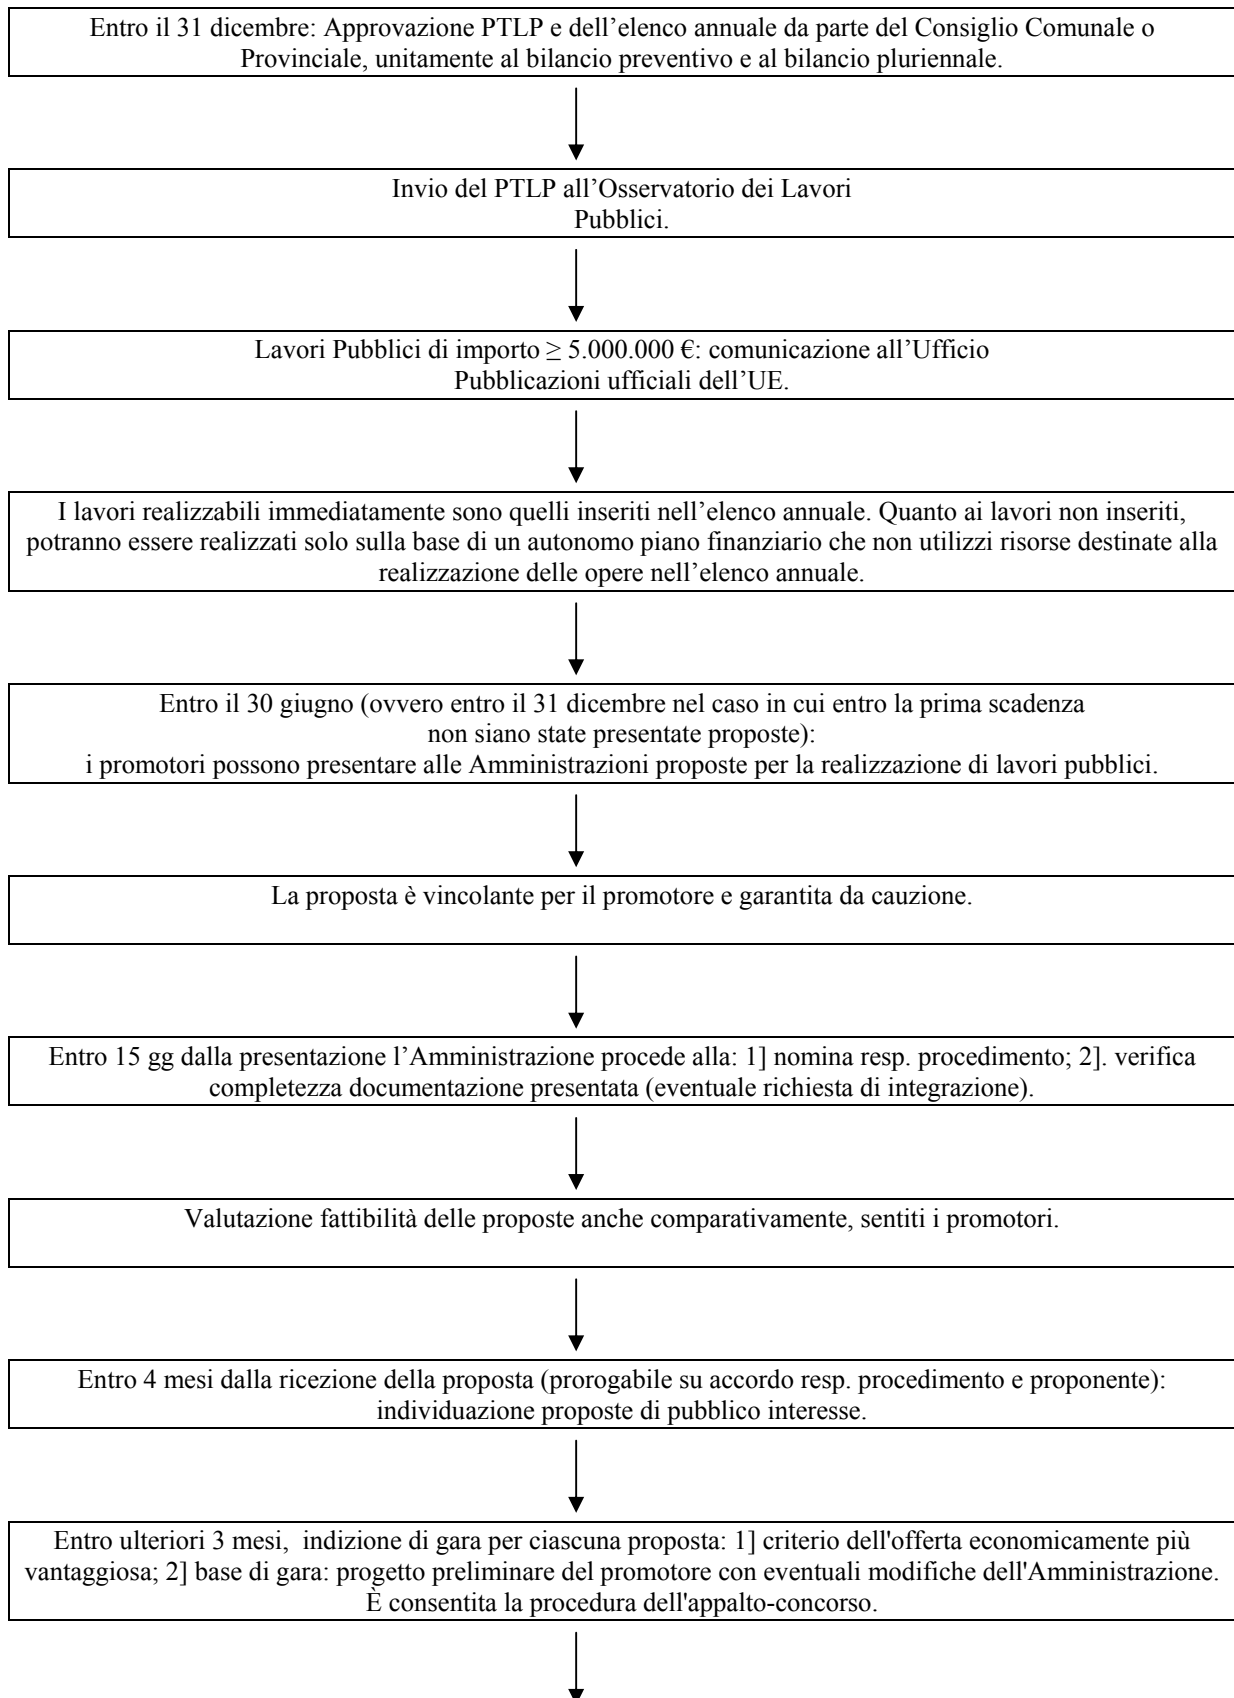 Entro il 31 dicembre: Approvazione PTLP e dell’elenco annuale da parte del Consiglio Comunale o
Provinciale, unitamente al bilancio preventivo e al bilancio pluriennale.
Invio del PTLP all’Osservatorio dei Lavori
Pubblici.
Lavori Pubblici di importo ≥ 5.000.000 €: comunicazione all’Ufficio
Pubblicazioni ufficiali dell’UE.
I lavori realizzabili immediatamente sono quelli inseriti nell’elenco annuale. Quanto ai lavori non inseriti,
potranno essere realizzati solo sulla base di un autonomo piano finanziario che non utilizzi risorse destinate alla
realizzazione delle opere nell’elenco annuale.
Entro il 30 giugno (ovvero entro il 31 dicembre nel caso in cui entro la prima scadenza
non siano state presentate proposte):
i promotori possono presentare alle Amministrazioni proposte per la realizzazione di lavori pubblici.
La proposta è vincolante per il promotore e garantita da cauzione.
Entro 15 gg dalla presentazione l’Amministrazione procede alla: 1] nomina resp. procedimento; 2]. verifica
completezza documentazione presentata (eventuale richiesta di integrazione).
Valutazione fattibilità delle proposte anche comparativamente, sentiti i promotori.
Entro 4 mesi dalla ricezione della proposta (prorogabile su accordo resp. procedimento e proponente):
individuazione proposte di pubblico interesse.
Entro ulteriori 3 mesi, indizione di gara per ciascuna proposta: 1] criterio dell'offerta economicamente più
vantaggiosa; 2] base di gara: progetto preliminare del promotore con eventuali modifiche dell'Amministrazione.
È consentita la procedura dell'appalto-concorso.